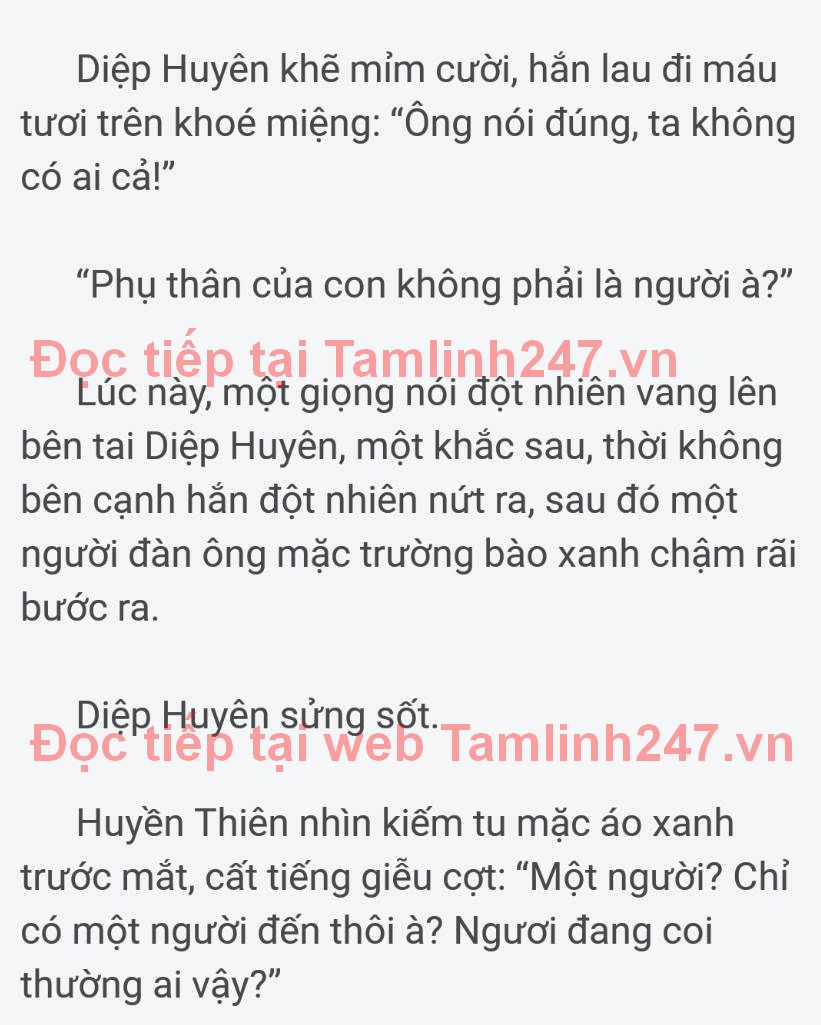 Diệp Huyên khẽ mỉm cười, hắn lau đi máu
tươi trên khoé miệng: “Ông nói đúng, ta không
có ai cả!”
“Phụ thân của con không phải là người à?”
Đọc tiếp tại Tamlinh247.vn
Lúc này, một giọng nói đột nhiên vang lên
bên tai Diệp Huyên, một khắc sau, thời không
bên cạnh hắn đột nhiên nứt ra, sau đó một
người đàn ông mặc trường bào xanh chậm rãi
bước ra.
Diệp Huyên sửng sốt.
Đọc tiếp tại web Tamlinh247.vn
Huyền Thiên nhìn kiếm tu mặc áo xanh
trước mắt, cất tiếng giễu cợt: “Một người? Chỉ
có một người đến thôi à? Ngươi đang coi
thường ai vậy?”